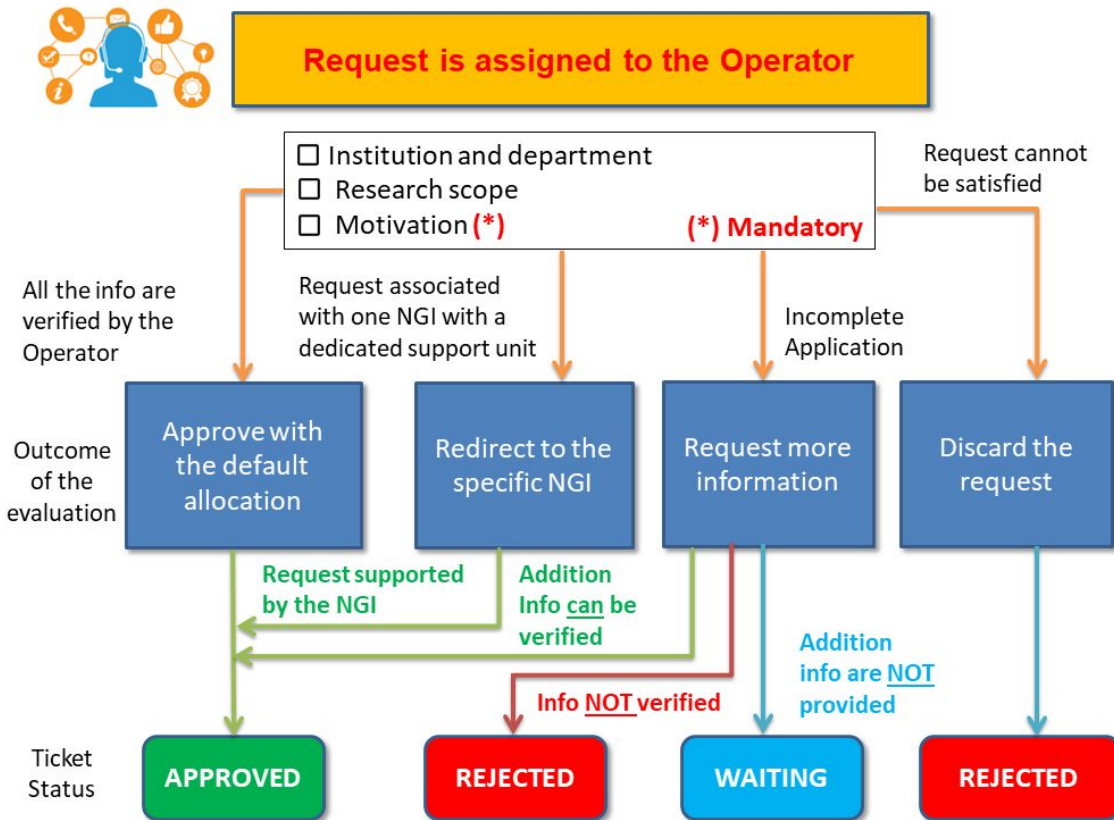 Request is assigned to the Operator
Institution and department
Research scope
Motivation (*)
(*) Mandatory
Request cannot
be satisfied
All the info are
verified by the
Operator
Request associated
with one NGI with a
dedicated support unit
Incomplete
Application
Outcome
of the
evaluation
Approve with
the default
allocation
Redirect to the
specific NGI
Request more
information
Discard the
request
Request supported
by the NGI
Addition
Info can be
verified
Addition
info are NOT
provided
Info NOT verified
Ticket
Status
APPROVED
REJECTED
WAITING
REJECTED